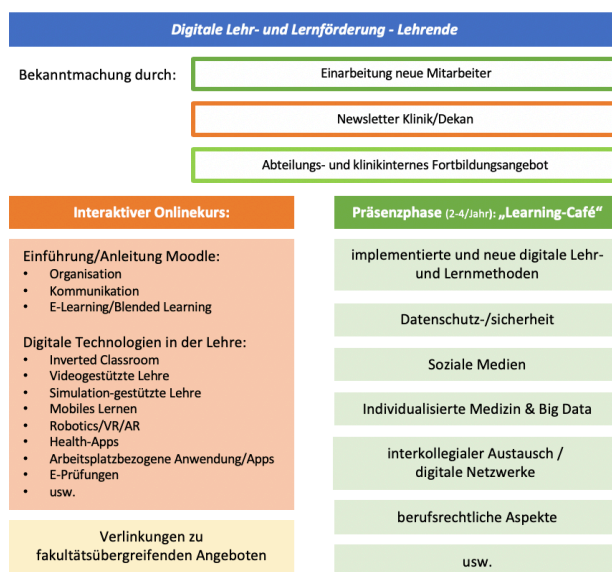 Digitale Lehr- und Lernförderung - Lehrende
Bekanntmachung durch:
Einarbeitung neue Mitarbeiter
Newsletter Klinik/Dekan
Abteilungs- und klinikinternes Fortbildungsangebot
Interaktiver Onlinekurs:
Einführung/Anleitung Moodle:
• Organisation
• Kommunikation
• E-Learning/Blended Learning
Digitale Technologien in der Lehre:
• Inverted Classroom
• Videogestützte Lehre
• Simulation-gestützte Lehre
• Mobiles Lernen
• Robotics/VR/AR
• Health-Apps
• Arbeitsplatzbezogene Anwendung/Apps
• E-Prüfungen
• usw.
Verlinkungen zu
fakultätsübergreifenden Angeboten
Präsenzphase (2-4/Jahr): „Learning-Café“
implementierte und neue digitale Lehr-
und Lernmethoden
Datenschutz-/sicherheit
Soziale Medien
Individualisierte Medizin & Big Data
interkollegialer Austausch /
digitale Netzwerke
berufsrechtliche Aspekte
usw.